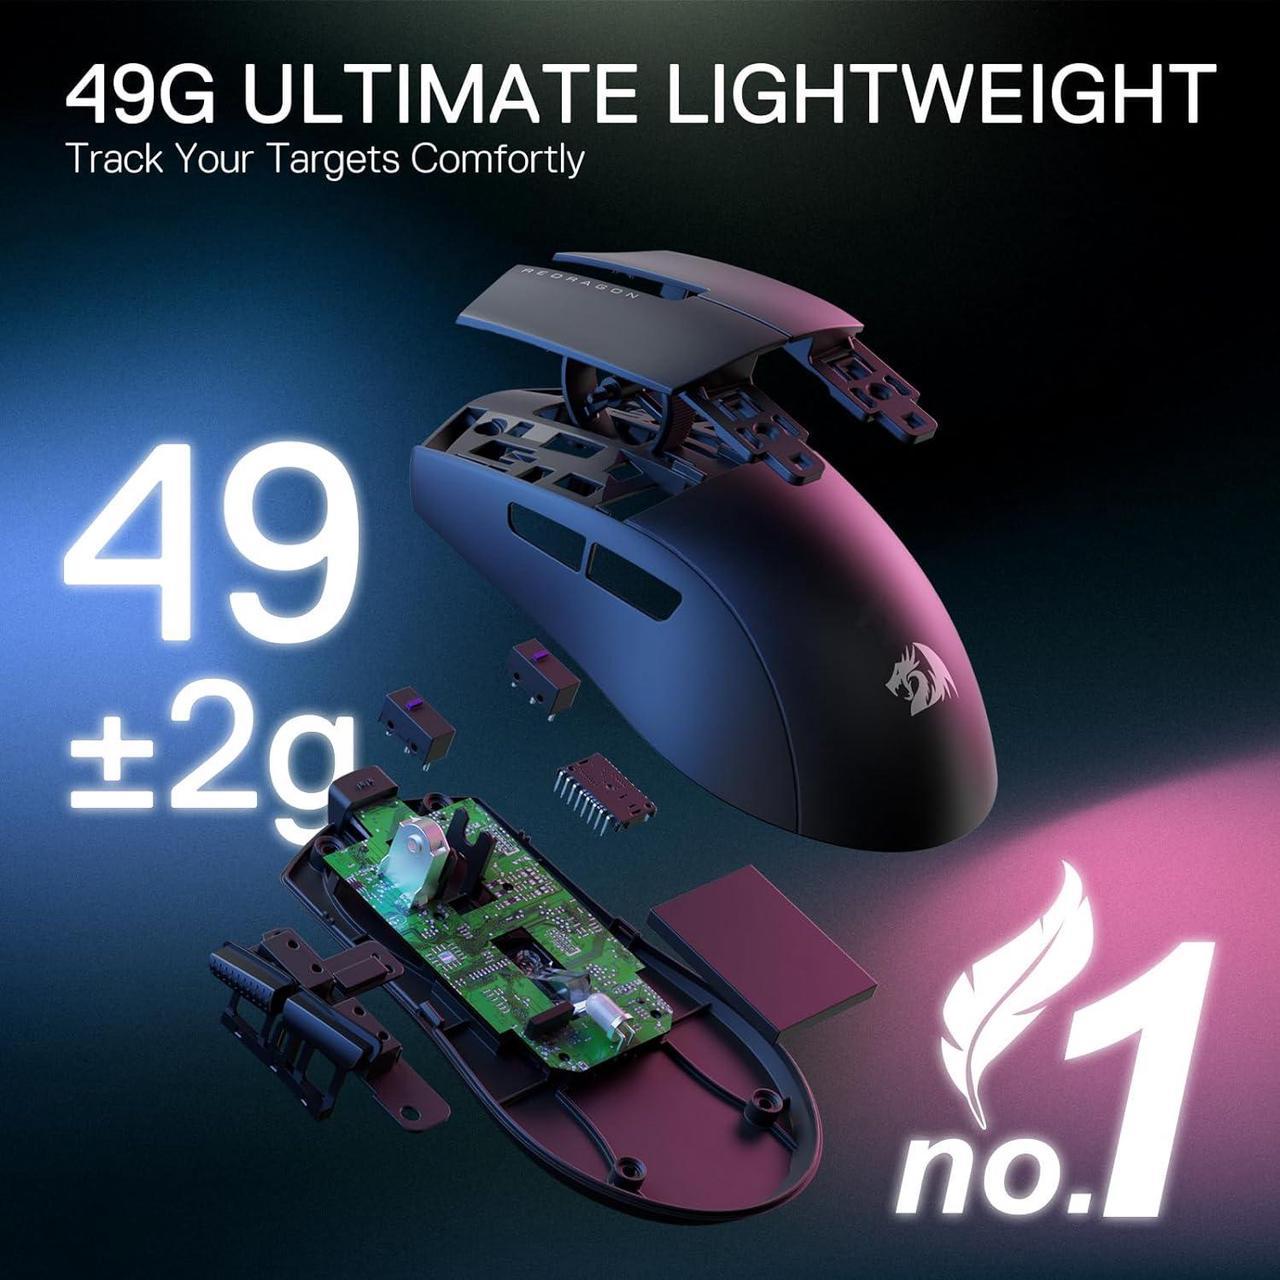 49G ULTIMATE LIGHTWEIGHT
Track Your Targets Comfortly
REDRAGON
49
±2g
no.1